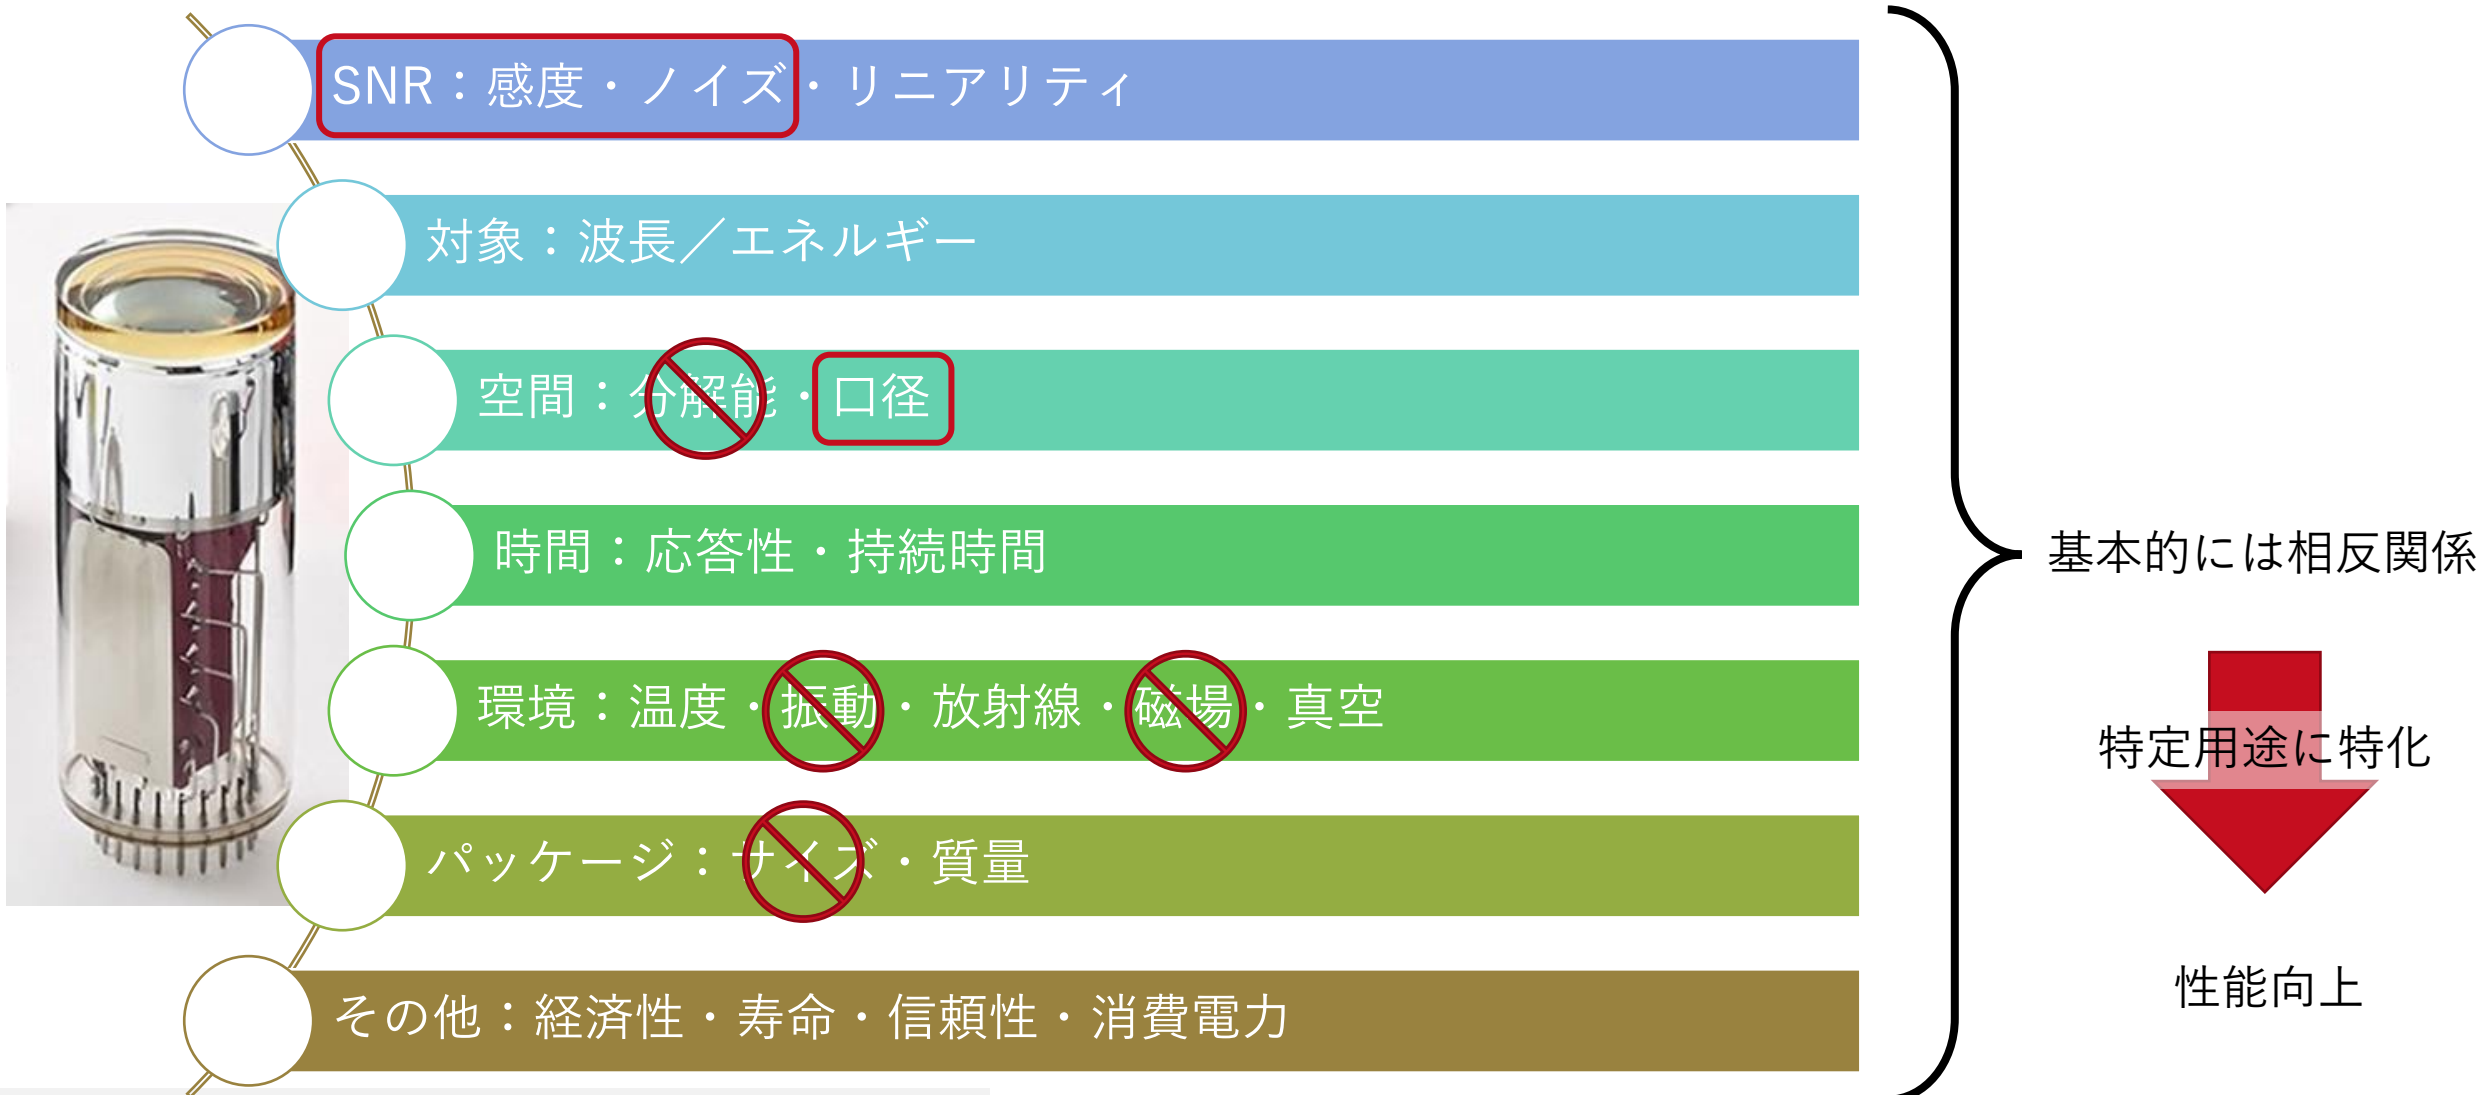 SNR：感度・ノイズ・リニアリティ
対象：波長／エネルギー
空間：分解能・口径
時間：応答性・持続時間
環境：温度・振動・放射線・磁場・真空
パッケージ：サイズ・質量
その他：経済性・寿命・信頼性・消費電力
基本的には相反関係
特定用途に特化
性能向上